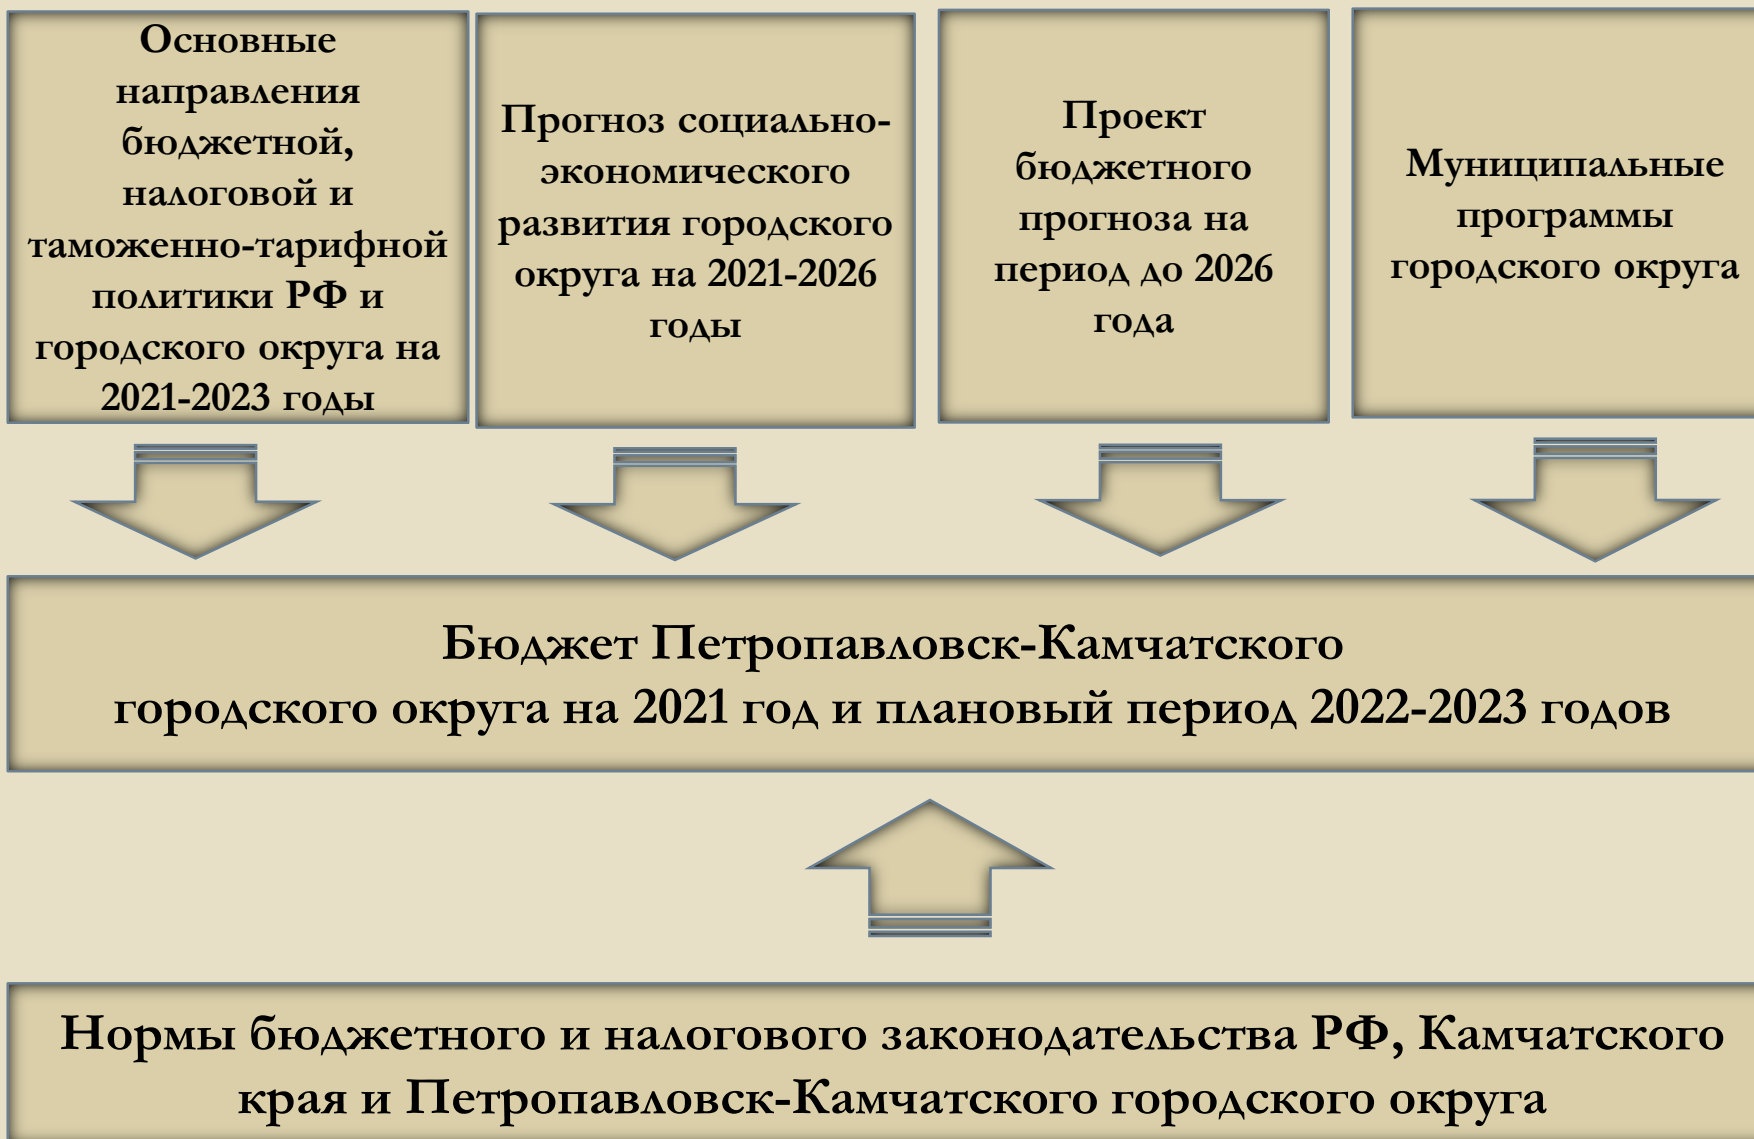 Основные
направления
бюджетной,
налоговой и
таможенно-тарифной
политики РФ и
городского округа на
2021-2023 годы
Прогноз социально-
экономического
развития городского
округа на 2021-2026
годы
Проект
бюджетного
прогноза на
период до 2026
года
Муниципальные
программы
городского округа
Бюджет Петропавловск-Камчатского
городского округа на 2021 год и плановый период 2022-2023 годов
Нормы бюджетного и налогового законодательства РФ, Камчатского
края и Петропавловск-Камчатского городского округа